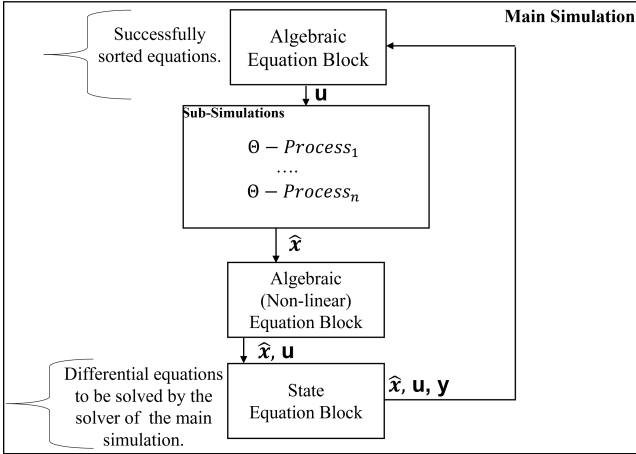 Main Simulation
Successfully
sorted equations.
Algebraic
Equation Block
u
Sub-Simulations
Θ − Process₁
....
Θ − Processₙ
x̂
Algebraic
(Non-linear)
Equation Block
x̂, u
Differential equations
to be solved by the
solver of the main
simulation.
State
Equation Block
x̂, u, y